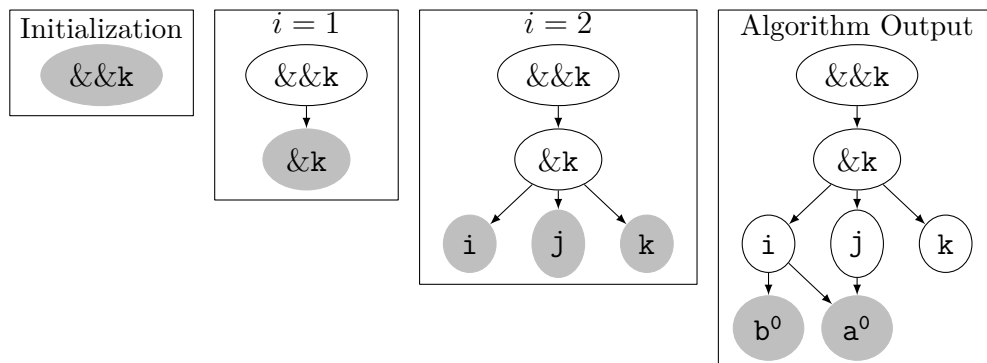 Initialization
&&k
i = 1
&&k
&k
i = 2
&&k
&k
i j k
Algorithm Output
&&k
&k
i j k
b⁰ a⁰